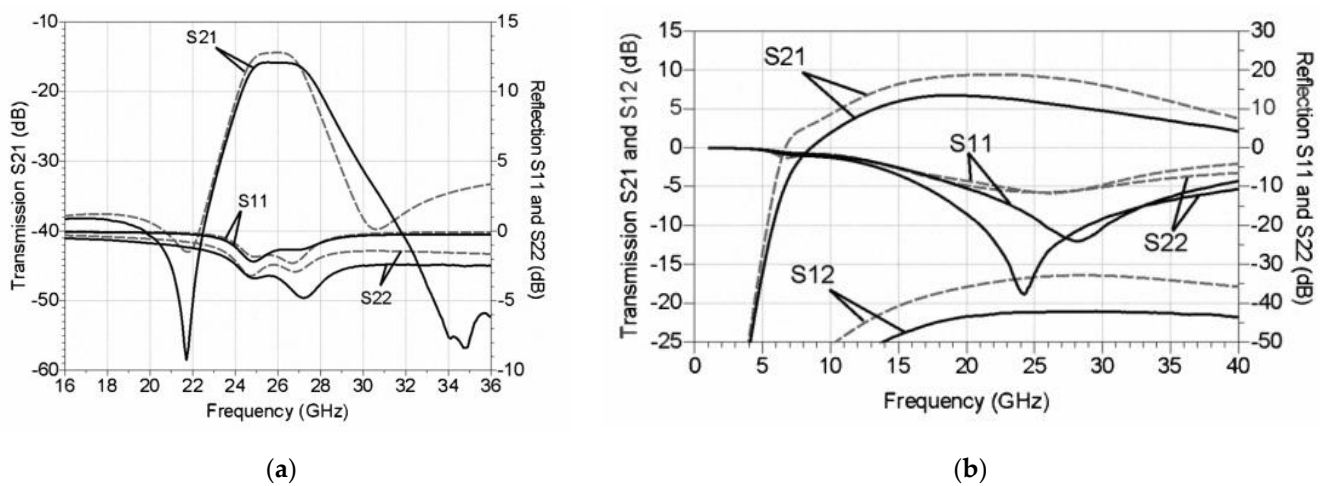 -10
-20
-30
-40
-50
-60
Transmission S21 (dB)
S21
S11
S22
15
10
5
0
-5
-10
Reflection S11 and S22 (dB)
16 18 20 22 24 26 28 30 32 34 36
Frequency (GHz)
(a)
15
10
5
0
-5
-10
-15
-20
-25
Transmission S21 and S12 (dB)
S21
S11
S22
S12
30
20
10
0
-10
-20
-30
-40
-50
Reflection S11 and S22 (dB)
0 5 10 15 20 25 30 35 40
Frequency (GHz)
(b)